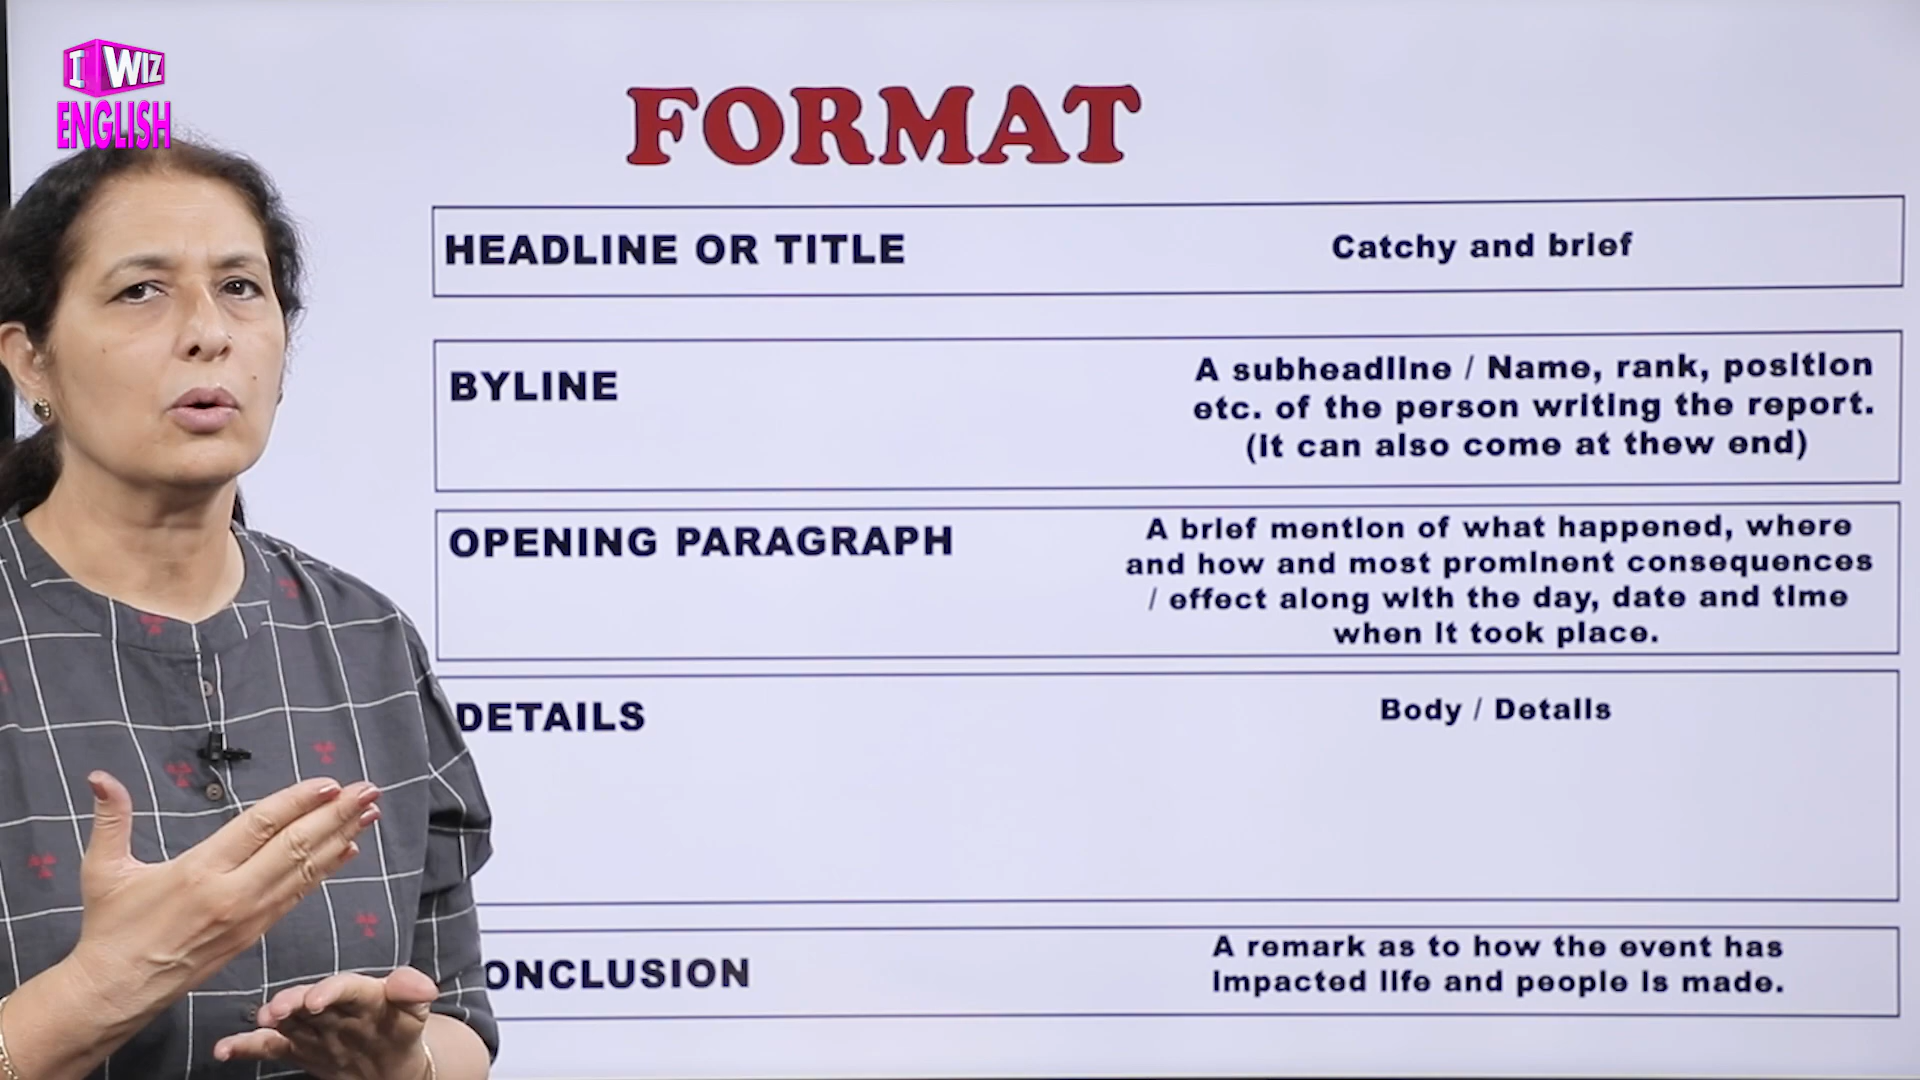 I WIZ
ENGLISH
FORMAT
HEADLINE OR TITLE
Catchy and brief
BYLINE
A subheadline / Name, rank, position
etc. of the person writing the report.
(it can also come at thew end)
OPENING PARAGRAPH
A brief mention of what happened, where
and how and most prominent consequences
/ effect along with the day, date and time
when it took place.
DETAILS
Body / Details
ONCLUSION
A remark as to how the event has
impacted life and people is made.